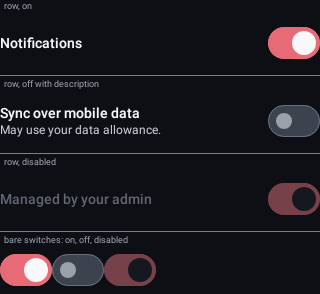 row, on
Notifications
row, off with description
Sync over mobile data
May use your data allowance.
row, disabled
Managed by your admin
bare switches: on, off, disabled